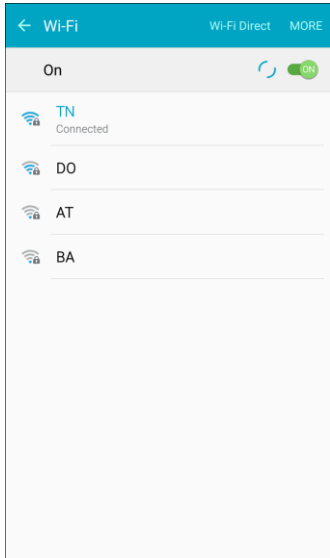 Wi-Fi Wi-Fi Direct MORE
On ON
TN
Connected
DO
AT
BA